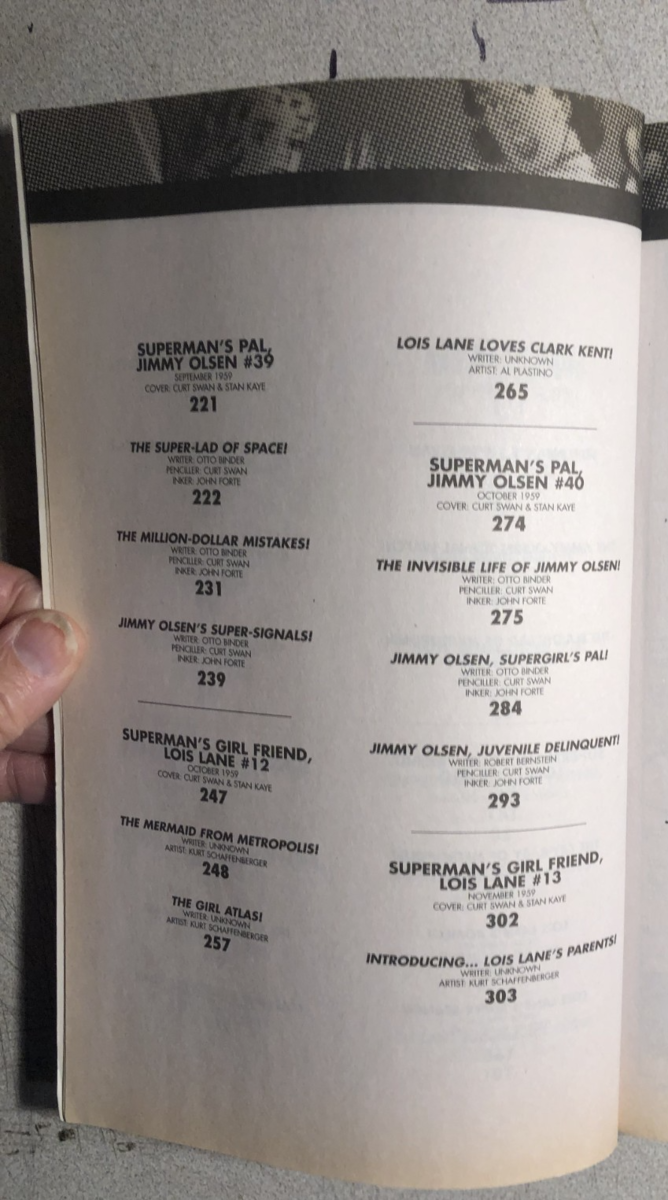 SUPERMAN'S PAL,
JIMMY OLSEN #39
SEPTEMBER 1959
COVER: CURT SWAN & STAN KAYE
221
THE SUPER-LAD OF SPACE!
WRITER: OTTO BINDER
PENCILLER: CURT SWAN
INKER: JOHN FORTE
222
THE MILLION-DOLLAR MISTAKES!
WRITER: OTTO BINDER
PENCILLER: CURT SWAN
INKER: JOHN FORTE
231
JIMMY OLSEN'S SUPER-SIGNALS!
WRITER: OTTO BINDER
PENCILLER: CURT SWAN
INKER: JOHN FORTE
239
SUPERMAN'S GIRL FRIEND,
LOIS LANE #12
OCTOBER 1959
COVER: CURT SWAN & STAN KAYE
247
THE MERMAID FROM METROPOLIS!
WRITER: UNKNOWN
ARTIST: KURT SCHAFFENBERGER
248
THE GIRL ATLAS!
WRITER: UNKNOWN
ARTIST: KURT SCHAFFENBERGER
257
LOIS LANE LOVES CLARK KENT!
WRITER: UNKNOWN
ARTIST: AL PLASTINO
265
SUPERMAN'S PAL,
JIMMY OLSEN #40
OCTOBER 1959
COVER: CURT SWAN & STAN KAYE
274
THE INVISIBLE LIFE OF JIMMY OLSEN!
WRITER: OTTO BINDER
PENCILLER: CURT SWAN
INKER: JOHN FORTE
275
JIMMY OLSEN, SUPERGIRL'S PAL!
WRITER: OTTO BINDER
PENCILLER: CURT SWAN
INKER: JOHN FORTE
284
JIMMY OLSEN, JUVENILE DELINQUENT!
WRITER: ROBERT BERNSTEIN
PENCILLER: CURT SWAN
INKER: JOHN FORTE
293
SUPERMAN'S GIRL FRIEND,
LOIS LANE #13
NOVEMBER 1959
COVER: CURT SWAN & STAN KAYE
302
INTRODUCING... LOIS LANE'S PARENTS!
WRITER: UNKNOWN
ARTIST: KURT SCHAFFENBERGER
303